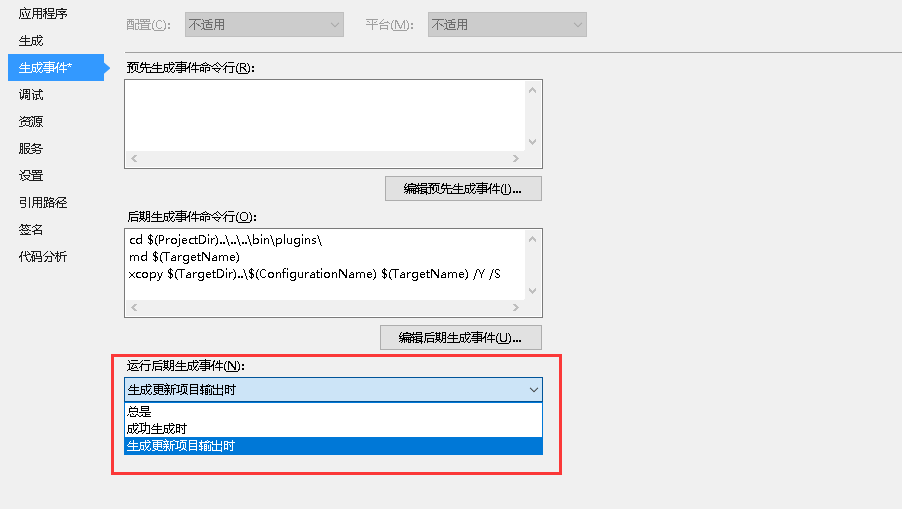 应用程序
生成
生成事件*
调试
资源
服务
设置
引用路径
签名
代码分析
配置(C): 不适用 平台(M): 不适用
预先生成事件命令行(R):
编辑预先生成事件(I)...
后期生成事件命令行(O):
cd $(ProjectDir)..\..\..\bin\plugins\
md $(TargetName)
xcopy $(TargetDir)..\$(ConfigurationName) $(TargetName) /Y /S
编辑后期生成事件(U)...
运行后期生成事件(N):
生成更新项目输出时
总是
成功生成时
生成更新项目输出时